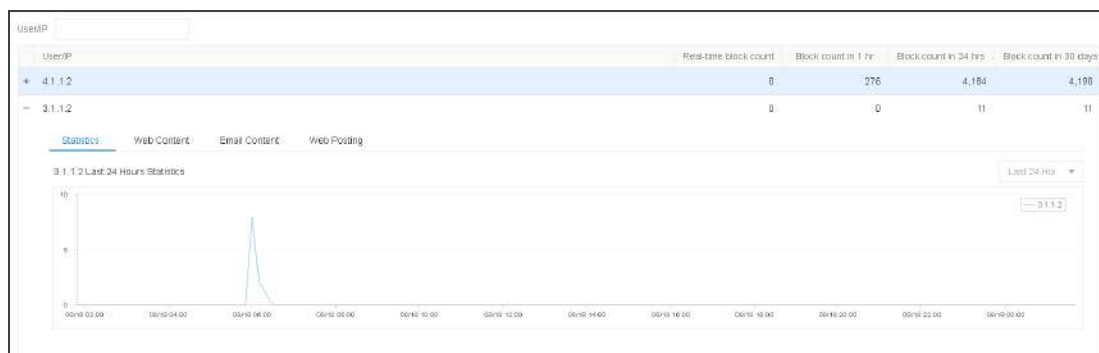 User/IP
User/IP Real-time block count Block count in 1 hr Block count in 24 hrs Block count in 30 days
+ 4.1.1.2 0 276 4,184 4,198
− 3.1.1.2 0 0 11 11
Statistics Web Content Email Content Web Posting
3.1.1.2 Last 24 Hours Statistics Last 24 Hou
10
3.1.1.2
5
0